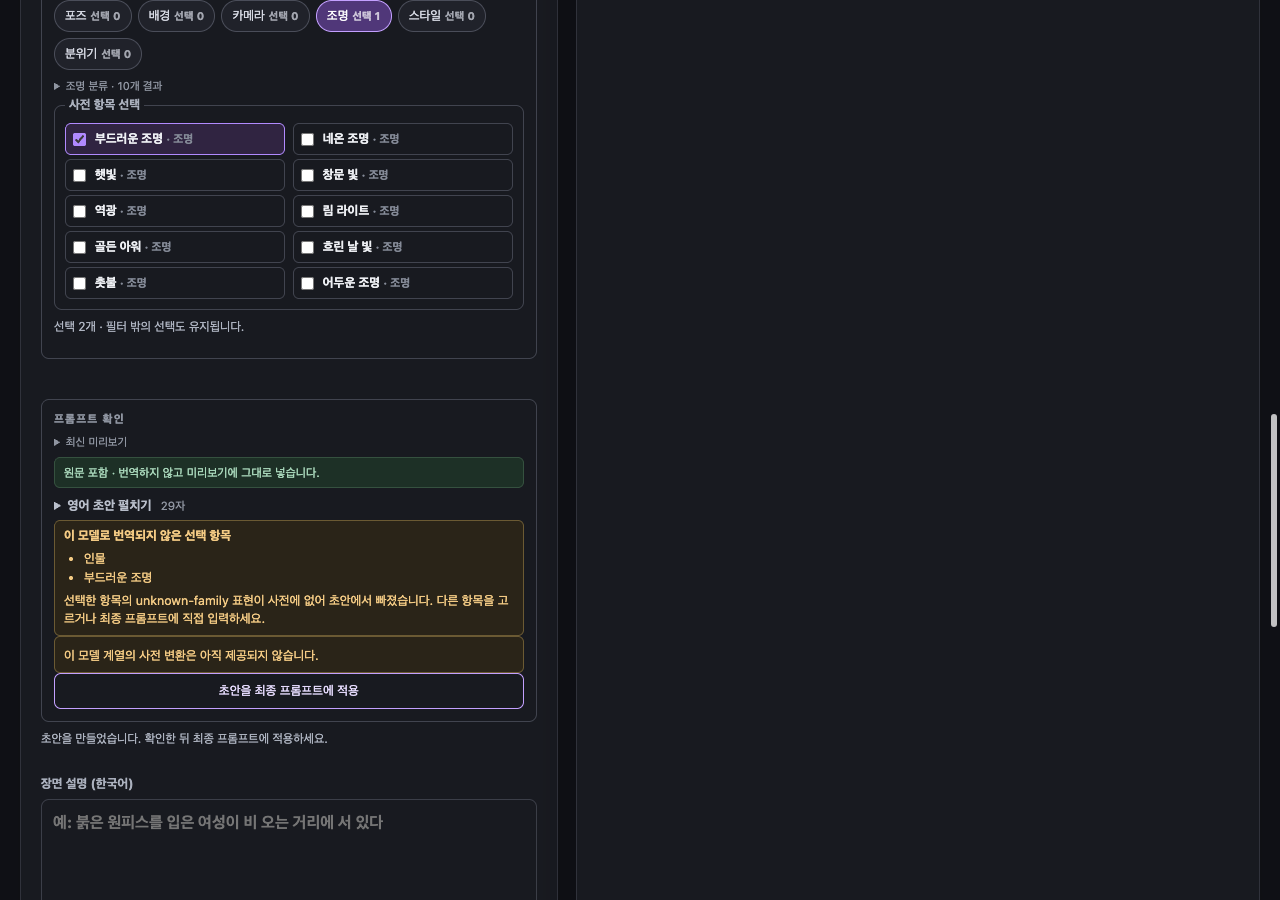 포즈 선택 0
배경 선택 0
카메라 선택 0
조명 선택 1
스타일 선택 0
분위기 선택 0
▶ 조명 분류 · 10개 결과
사전 항목 선택
부드러운 조명 · 조명
네온 조명 · 조명
햇빛 · 조명
창문 빛 · 조명
역광 · 조명
림 라이트 · 조명
골든 아워 · 조명
흐린 날 빛 · 조명
촛불 · 조명
어두운 조명 · 조명
선택 2개 · 필터 밖의 선택도 유지됩니다.
프롬프트 확인
▶ 최신 미리보기
원문 포함 · 번역하지 않고 미리보기에 그대로 넣습니다.
▶ 영어 초안 펼치기 29자
이 모델로 번역되지 않은 선택 항목
• 인물
• 부드러운 조명
선택한 항목의 unknown-family 표현이 사전에 없어 초안에서 빠졌습니다. 다른 항목을 고
르거나 최종 프롬프트에 직접 입력하세요.
이 모델 계열의 사전 변환은 아직 제공되지 않습니다.
초안을 최종 프롬프트에 적용
초안을 만들었습니다. 확인한 뒤 최종 프롬프트에 적용하세요.
장면 설명 (한국어)
예: 붉은 원피스를 입은 여성이 비 오는 거리에 서 있다